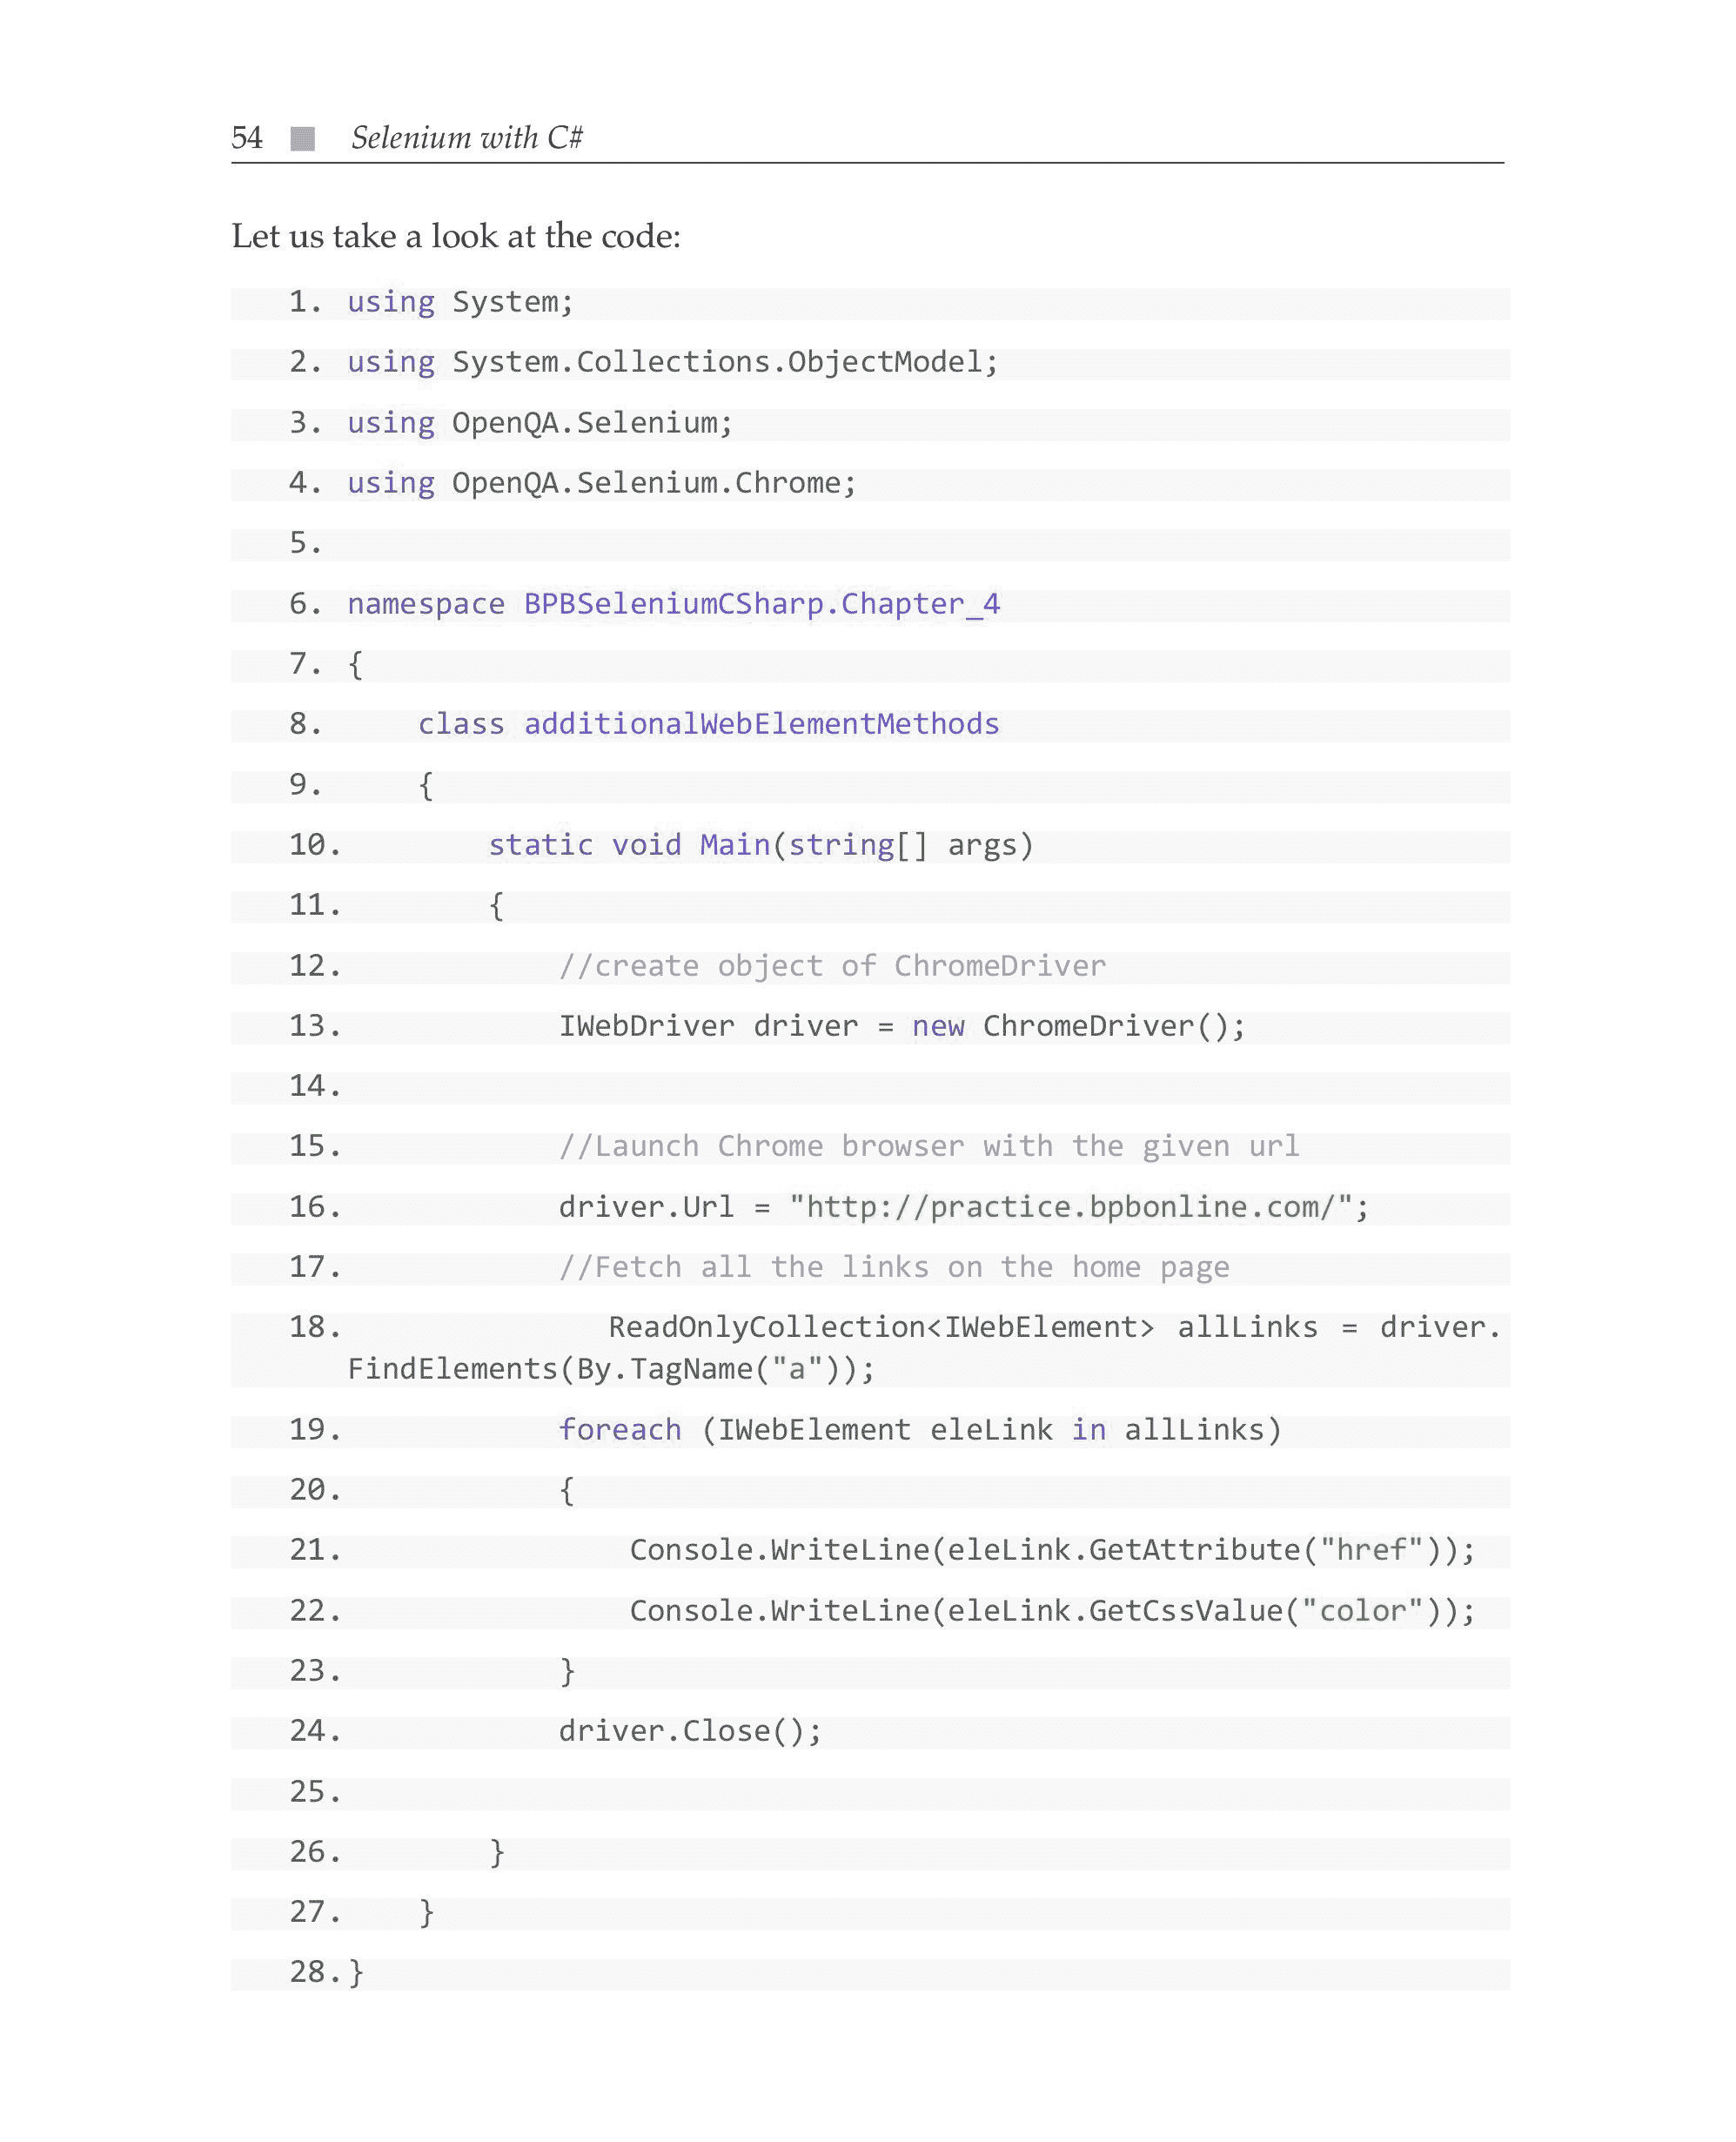 54 Selenium with C#
Let us take a look at the code:
1. using System;
2. using System.Collections.ObjectModel;
3. using OpenQA.Selenium;
4. using OpenQA.Selenium.Chrome;
5.
6. namespace BPBSeleniumCSharp.Chapter_4
7. {
8.     class additionalWebElementMethods
9.     {
10.         static void Main(string[] args)
11.         {
12.             //create object of ChromeDriver
13.             IWebDriver driver = new ChromeDriver();
14.
15.             //Launch Chrome browser with the given url
16.             driver.Url = "http://practice.bpbonline.com/";
17.             //Fetch all the links on the home page
18.             ReadOnlyCollection<IWebElement> allLinks = driver.
FindElements(By.TagName("a"));
19.             foreach (IWebElement eleLink in allLinks)
20.             {
21.                 Console.WriteLine(eleLink.GetAttribute("href"));
22.                 Console.WriteLine(eleLink.GetCssValue("color"));
23.             }
24.             driver.Close();
25.
26.         }
27.     }
28. }